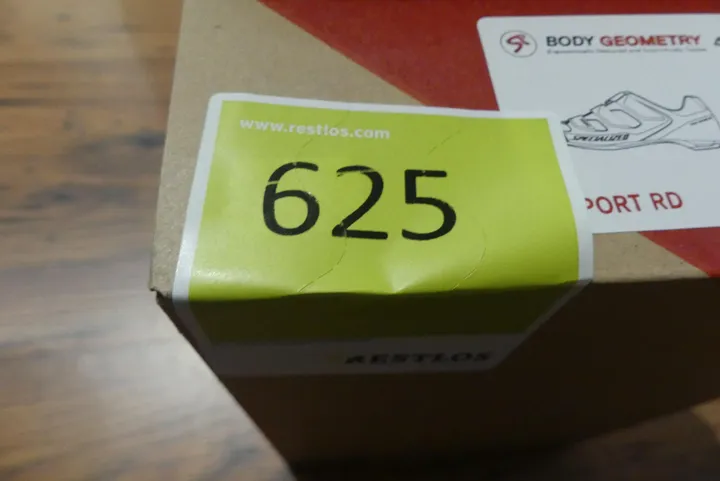 BODY GEOMETRY
www.restlos.com
SPECIALIZED
625
PORT RD
RESTLOS